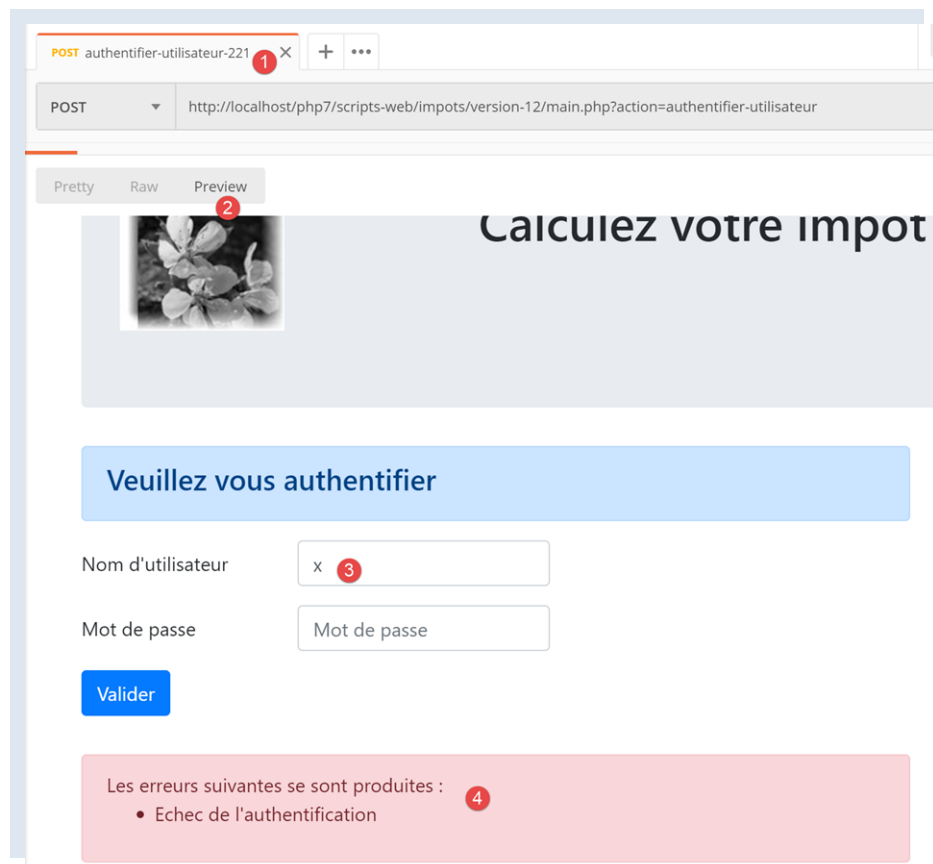 POST authentifier-utilisateur-221 1 × + •••
POST http://localhost/php7/scripts-web/impots/version-12/main.php?action=authentifier-utilisateur
Pretty Raw Preview
2
Calculez votre impôt
Veuillez vous authentifier
Nom d'utilisateur x 3
Mot de passe Mot de passe
Valider
Les erreurs suivantes se sont produites :
• Echec de l'authentification
4